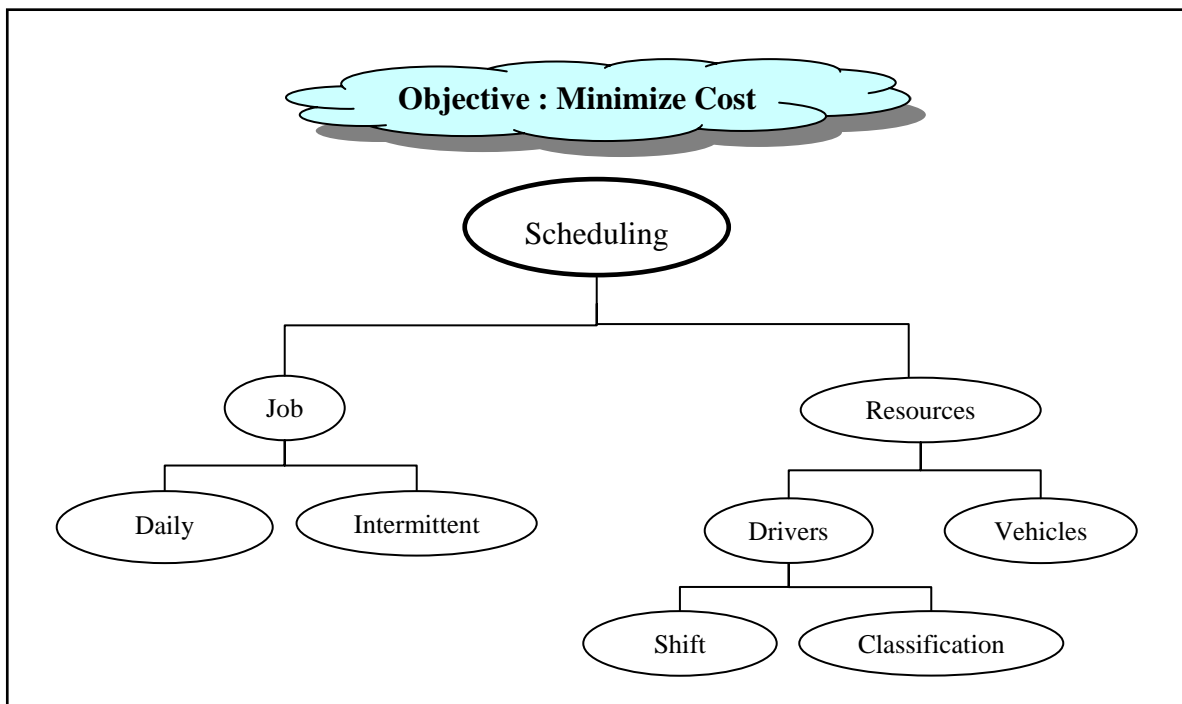 Objective : Minimize Cost
Scheduling
Job
Resources
Daily
Intermittent
Drivers
Vehicles
Shift
Classification